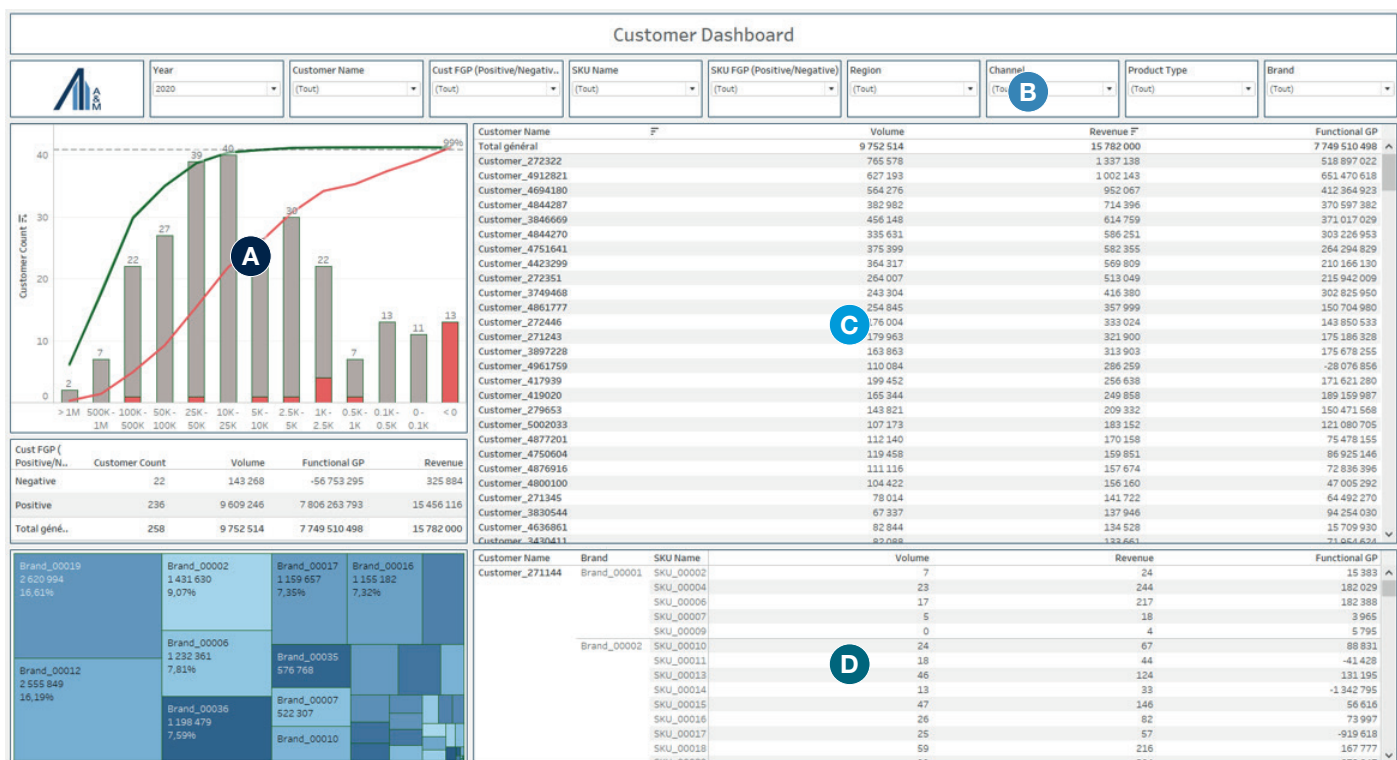 Customer Dashboard
A&M
Year
2020
Customer Name
(Tout)
Cust FGP (Positive/Negativ..
(Tout)
SKU Name
(Tout)
SKU FGP (Positive/Negative)
(Tout)
Region
(Tout)
Channel
B
Product Type
(Tout)
Brand
(Tout)
Customer Count
40
30
20
10
0
2
7
22
27
39
40
30
22
7
13
11
13
99%
A
> 1M 500K- 100K- 50K - 25K - 10K - 5K - 2.5K - 1K - 0.5K - 0.1K - 0 - < 0
1M 500K 100K 50K 25K 10K 5K 2.5K 1K 0.5K 0.1K
Cust FGP (
Positive/N.. Customer Count Volume Functional GP Revenue
Negative 22 143 268 -56 753 295 325 884
Positive 236 9 609 246 7 806 263 793 15 456 116
Total géné.. 258 9 752 514 7 749 510 498 15 782 000
Brand_00019
2 620 994
16,61%
Brand_00012
2 555 849
16,19%
Brand_00002
1 431 630
9,07%
Brand_00006
1 232 361
7,81%
Brand_00036
1 198 479
7,59%
Brand_00017
1 159 657
7,35%
Brand_00016
1 155 182
7,32%
Brand_00035
576 768
Brand_00007
522 307
Brand_00010
Customer Name Volume Revenue Functional GP
Total général 9 752 514 15 782 000 7 749 510 498
Customer_272322 765 578 1 337 138 518 897 022
Customer_4912821 627 193 1 002 143 651 470 618
Customer_4694180 564 276 952 067 412 364 923
Customer_4844287 382 982 714 396 370 597 382
Customer_3846669 456 148 614 759 371 017 029
Customer_4844270 335 631 586 251 303 226 953
Customer_4751641 375 399 582 355 264 294 829
Customer_4423299 364 317 569 809 210 166 130
Customer_272351 264 007 513 049 215 942 009
Customer_3749468 243 304 416 380 302 825 950
Customer_4861777 254 845 357 999 150 704 980
Customer_272446 176 004 333 024 143 850 533
C
Customer_271243 179 963 321 900 175 186 328
Customer_3897228 163 863 313 903 175 678 255
Customer_4961759 110 084 286 259 -28 076 856
Customer_417939 199 452 256 638 171 621 280
Customer_419020 165 344 249 858 189 159 987
Customer_279653 143 821 209 332 150 471 568
Customer_5002033 107 173 183 152 121 080 705
Customer_4877201 112 140 170 158 75 478 155
Customer_4750604 119 458 159 851 86 925 146
Customer_4876916 111 116 157 674 72 836 396
Customer_4800100 104 422 156 160 47 005 292
Customer_271345 78 014 141 722 64 492 270
Customer_3830544 67 337 137 946 94 254 030
Customer_4636861 82 844 134 528 15 709 930
Customer_3430411 82 088 133 661 71 954 624
Customer Name Brand SKU Name Volume Revenue Functional GP
Customer_271144 Brand_00001 SKU_00002 7 24 15 383
SKU_00004 23 244 182 029
SKU_00006 17 217 182 388
SKU_00007 5 18 3 965
SKU_00009 0 4 5 795
Brand_00002 SKU_00010 24 67 88 831
SKU_00011 18 44 -41 428
D
SKU_00013 46 124 131 195
SKU_00014 13 33 -1 342 795
SKU_00015 47 146 56 616
SKU_00016 26 82 73 997
SKU_00017 25 57 -919 618
SKU_00018 59 216 167 777